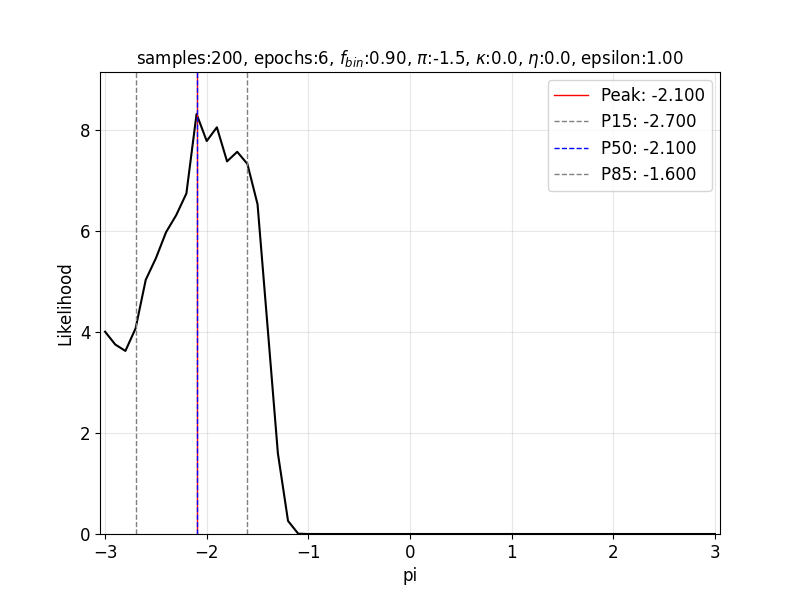 samples:200, epochs:6, f_bin:0.90, π:-1.5, κ:0.0, η:0.0, epsilon:1.00
Peak: -2.100
P15: -2.700
P50: -2.100
P85: -1.600
Likelihood
8
6
4
2
0
−3 −2 −1 0 1 2 3
pi